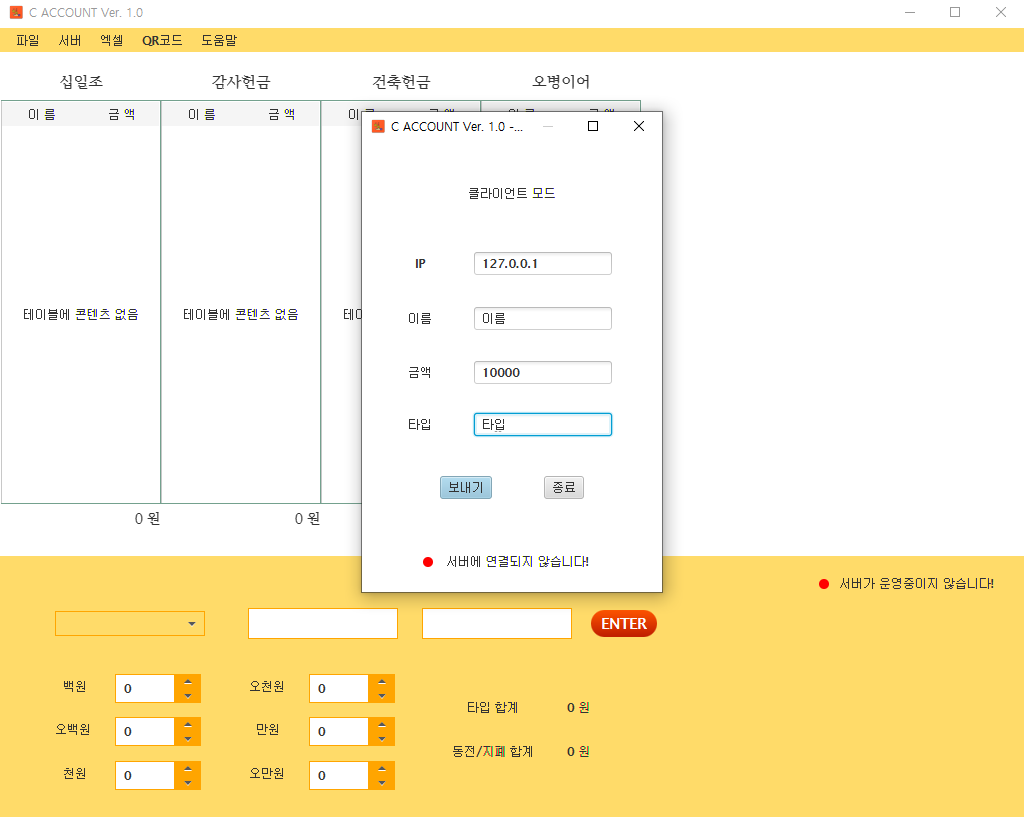 C ACCOUNT Ver. 1.0
파일 서버 엑셀 QR코드 도움말
십일조 감사헌금 건축헌금 오병이어
이 름 금 액 이 름 금 액
C ACCOUNT Ver. 1.0 -...
클라이언트 모드
IP 127.0.0.1
테이블에 콘텐츠 없음 테이블에 콘텐츠 없음 테이
이름 이름
금액 10000
타입 타입
보내기 종료
0 원 0 원
서버에 연결되지 않습니다!
서버가 운영중이지 않습니다!
ENTER
백원 0 오천원 0
타입 합계 0 원
오백원 0 만원 0
동전/지폐 합계 0 원
천원 0 오만원 0